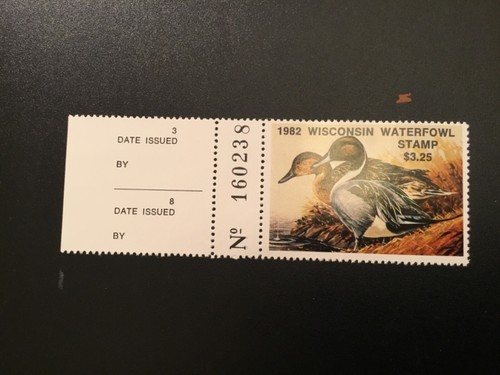 3
DATE ISSUED
BY
8
DATE ISSUED
BY
Nº 160238
1982 WISCONSIN WATERFOWL
STAMP
$3.25